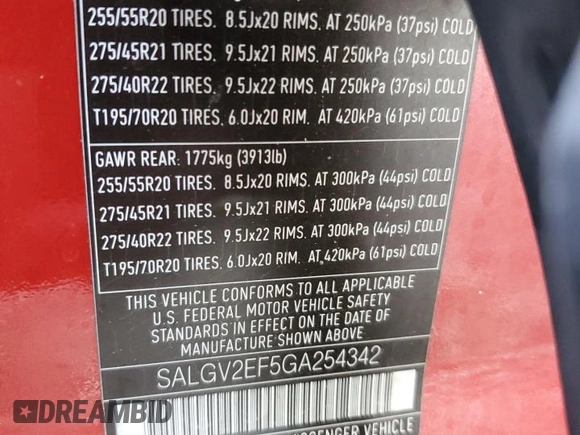 255/55R20 TIRES. 8.5Jx20 RIMS. AT 250kPa (37psi) COLD
275/45R21 TIRES. 9.5Jx21 RIMS. AT 250kPa (37psi) COLD
275/40R22 TIRES. 9.5Jx22 RIMS. AT 250kPa (37psi) COLD
T195/70R20 TIRES. 6.0Jx20 RIM. AT 420kPa (61psi) COLD
GAWR REAR: 1775kg (3913lb)
255/55R20 TIRES. 8.5Jx20 RIMS. AT 300kPa (44psi) COLD
275/45R21 TIRES. 9.5Jx21 RIMS. AT 300kPa (44psi) COLD
275/40R22 TIRES. 9.5Jx22 RIMS. AT 300kPa (44psi) COLD
T195/70R20 TIRES. 6.0Jx20 RIM. AT 420kPa (61psi) COLD
THIS VEHICLE CONFORMS TO ALL APPLICABLE
U.S. FEDERAL MOTOR VEHICLE SAFETY
STANDARDS IN EFFECT ON THE DATE OF
MANUFACTURE SHOWN ABOVE.
SALGV2EF5GA254342
PASSENGER VEHICLE
DREAMBID